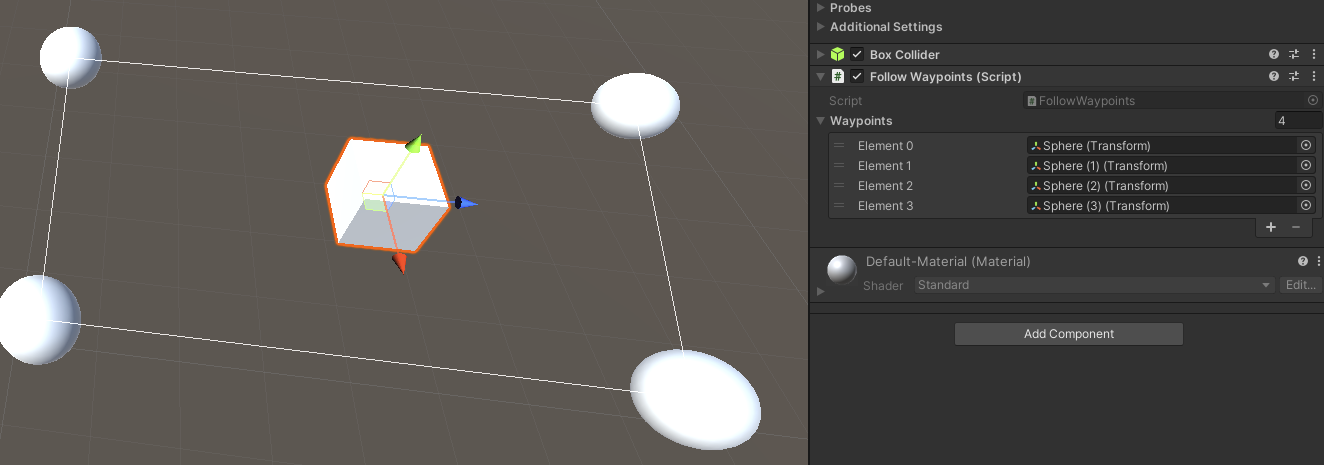 Probes
Additional Settings
Box Collider
# Follow Waypoints (Script)
Script # FollowWaypoints
Waypoints 4
Element 0 Sphere (Transform)
Element 1 Sphere (1) (Transform)
Element 2 Sphere (2) (Transform)
Element 3 Sphere (3) (Transform)
+ −
Default-Material (Material)
Shader Standard Edit...
Add Component